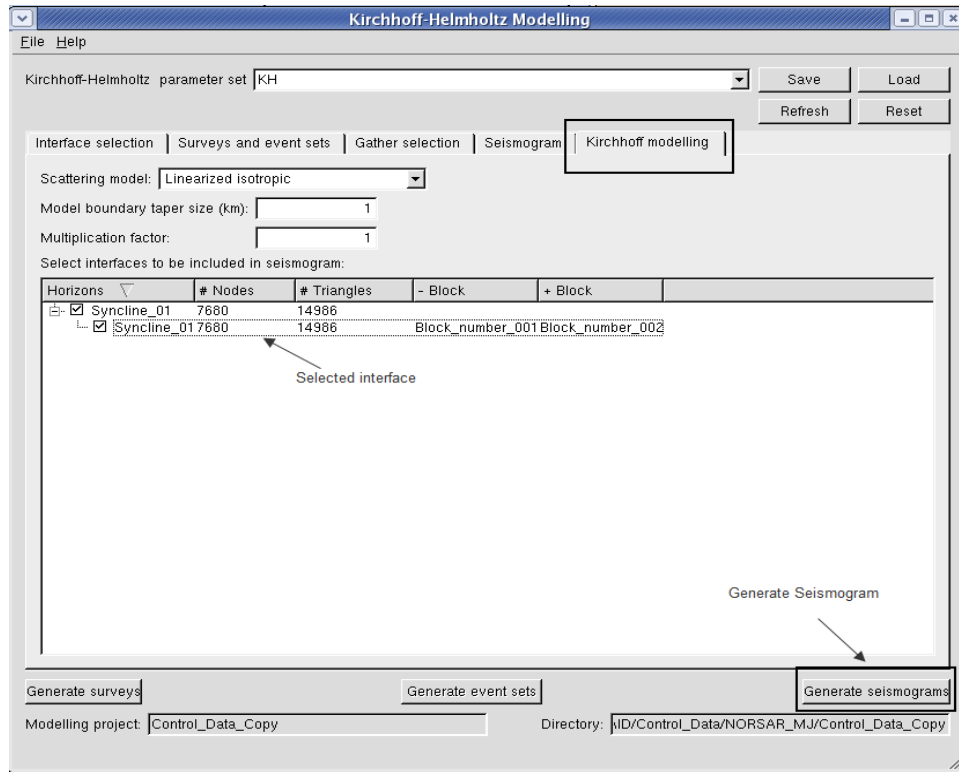 Kirchhoff-Helmholtz Modelling
File Help
Kirchhoff-Helmholtz parameter set KH Save Load
Refresh Reset
Interface selection Surveys and event sets Gather selection Seismogram Kirchhoff modelling
Scattering model: Linearized isotropic
Model boundary taper size (km): 1
Multiplication factor: 1
Select interfaces to be included in seismogram:
Horizons # Nodes # Triangles - Block + Block
Syncline_01 7680 14986
Syncline_01 7680 14986 Block_number_001 Block_number_002
Selected interface
Generate Seismogram
Generate surveys Generate event sets Generate seismograms
Modelling project: Control_Data_Copy Directory: \ID/Control_Data/NORSAR_MJ/Control_Data_Copy